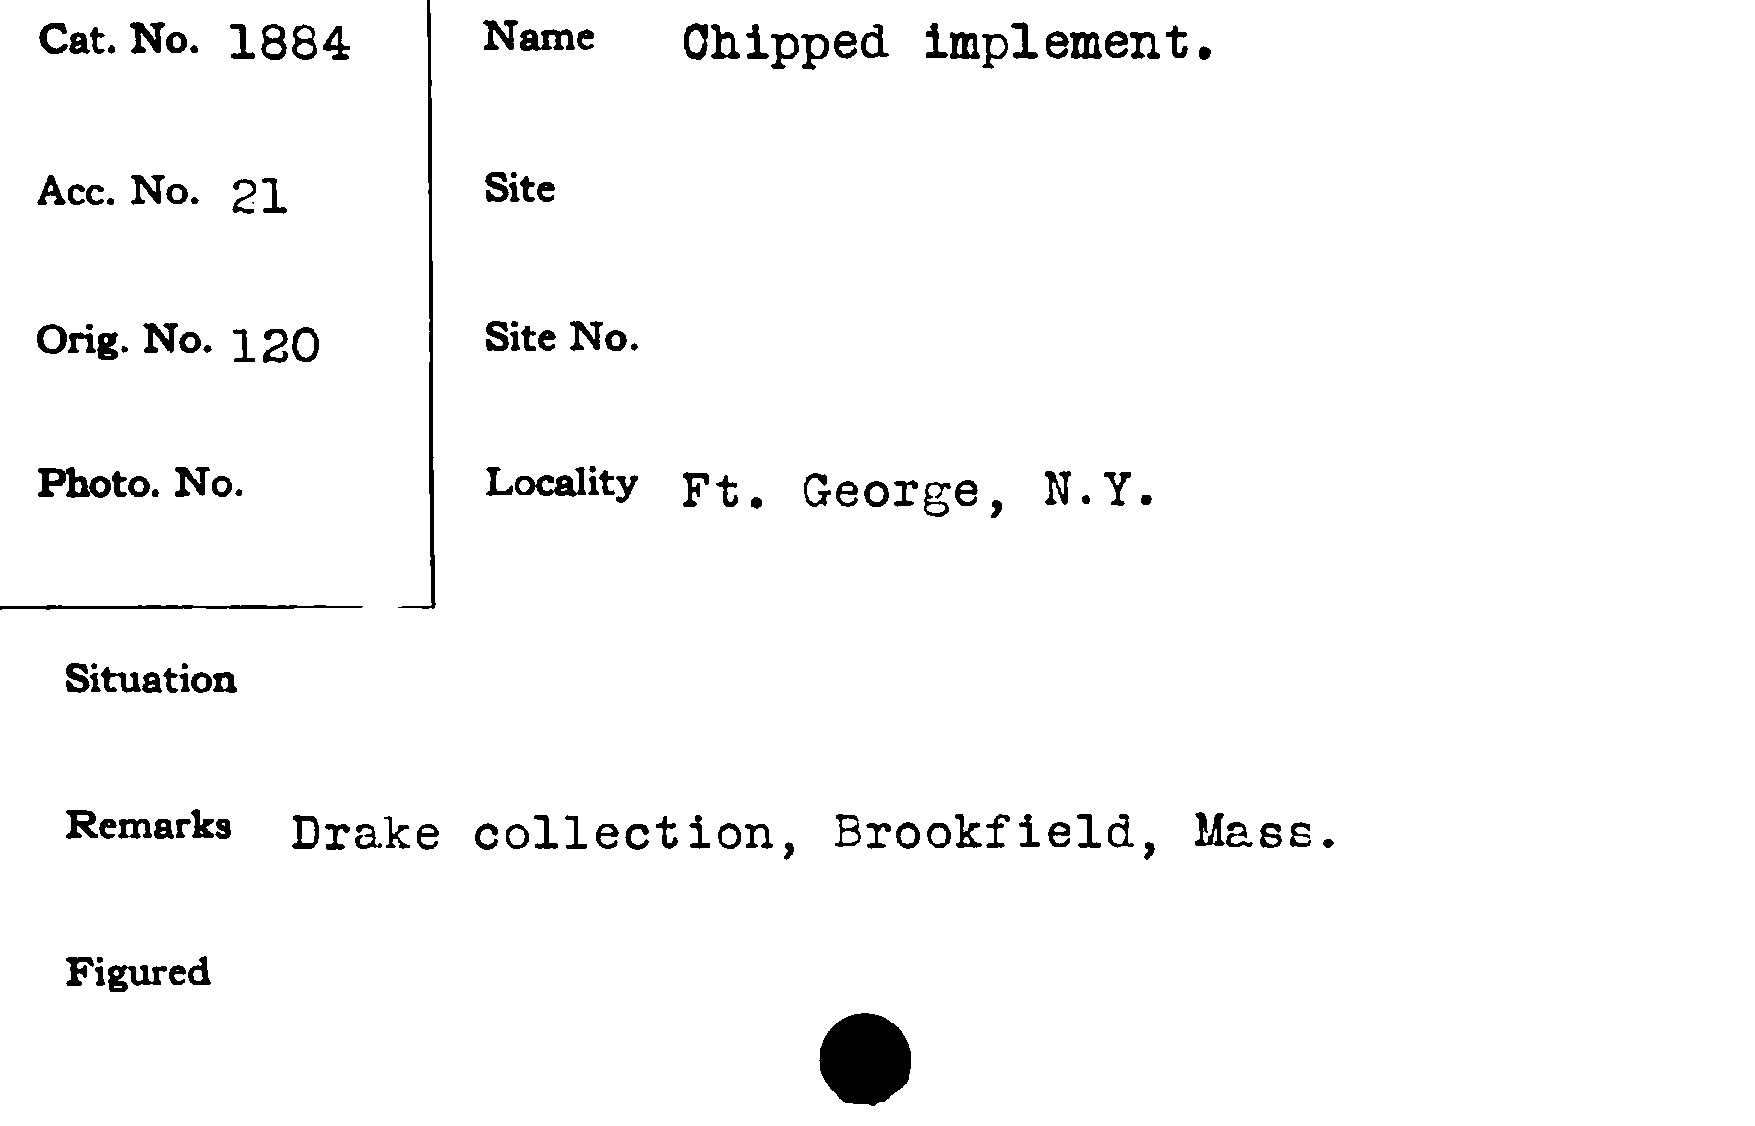 Cat. No. 1884
Name Chipped implement.
Acc. No. 21
Site
Orig. No. 120
Site No.
Photo. No.
Locality Ft. George, N.Y.
Situation
Remarks Drake collection, Brookfield, Mass.
Figured